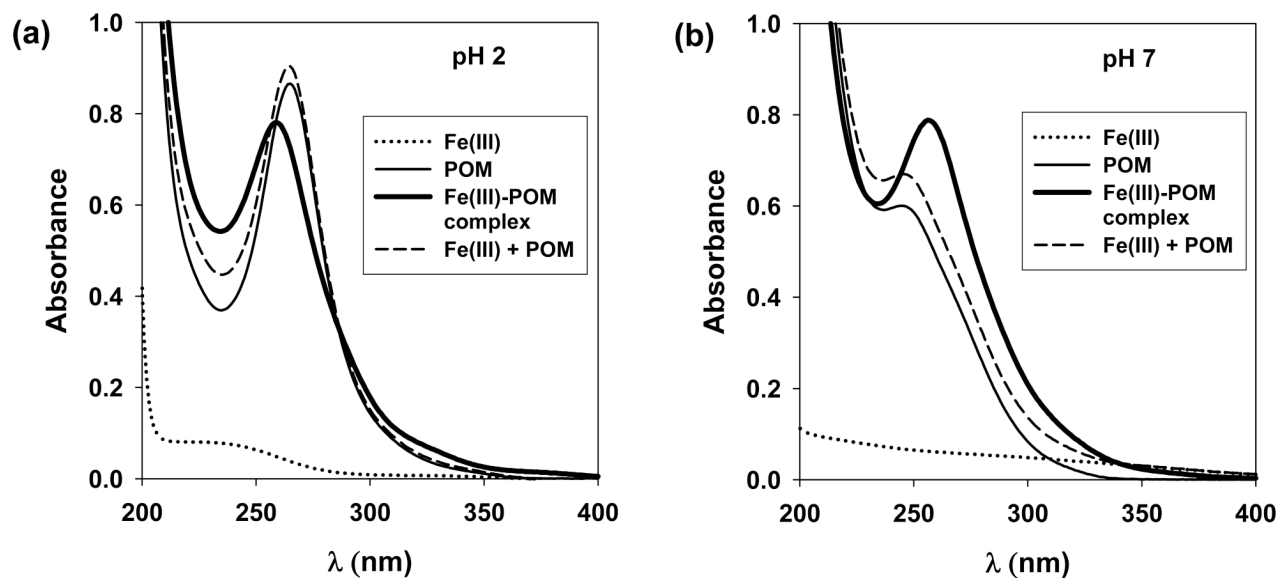 (a)
pH 2
Absorbance
1.0
0.8
0.6
0.4
0.2
0.0
Fe(III)
POM
Fe(III)-POM
complex
Fe(III) + POM
200
250
300
350
400
λ (nm)
(b)
pH 7
Absorbance
1.0
0.8
0.6
0.4
0.2
0.0
Fe(III)
POM
Fe(III)-POM
complex
Fe(III) + POM
200
250
300
350
400
λ (nm)